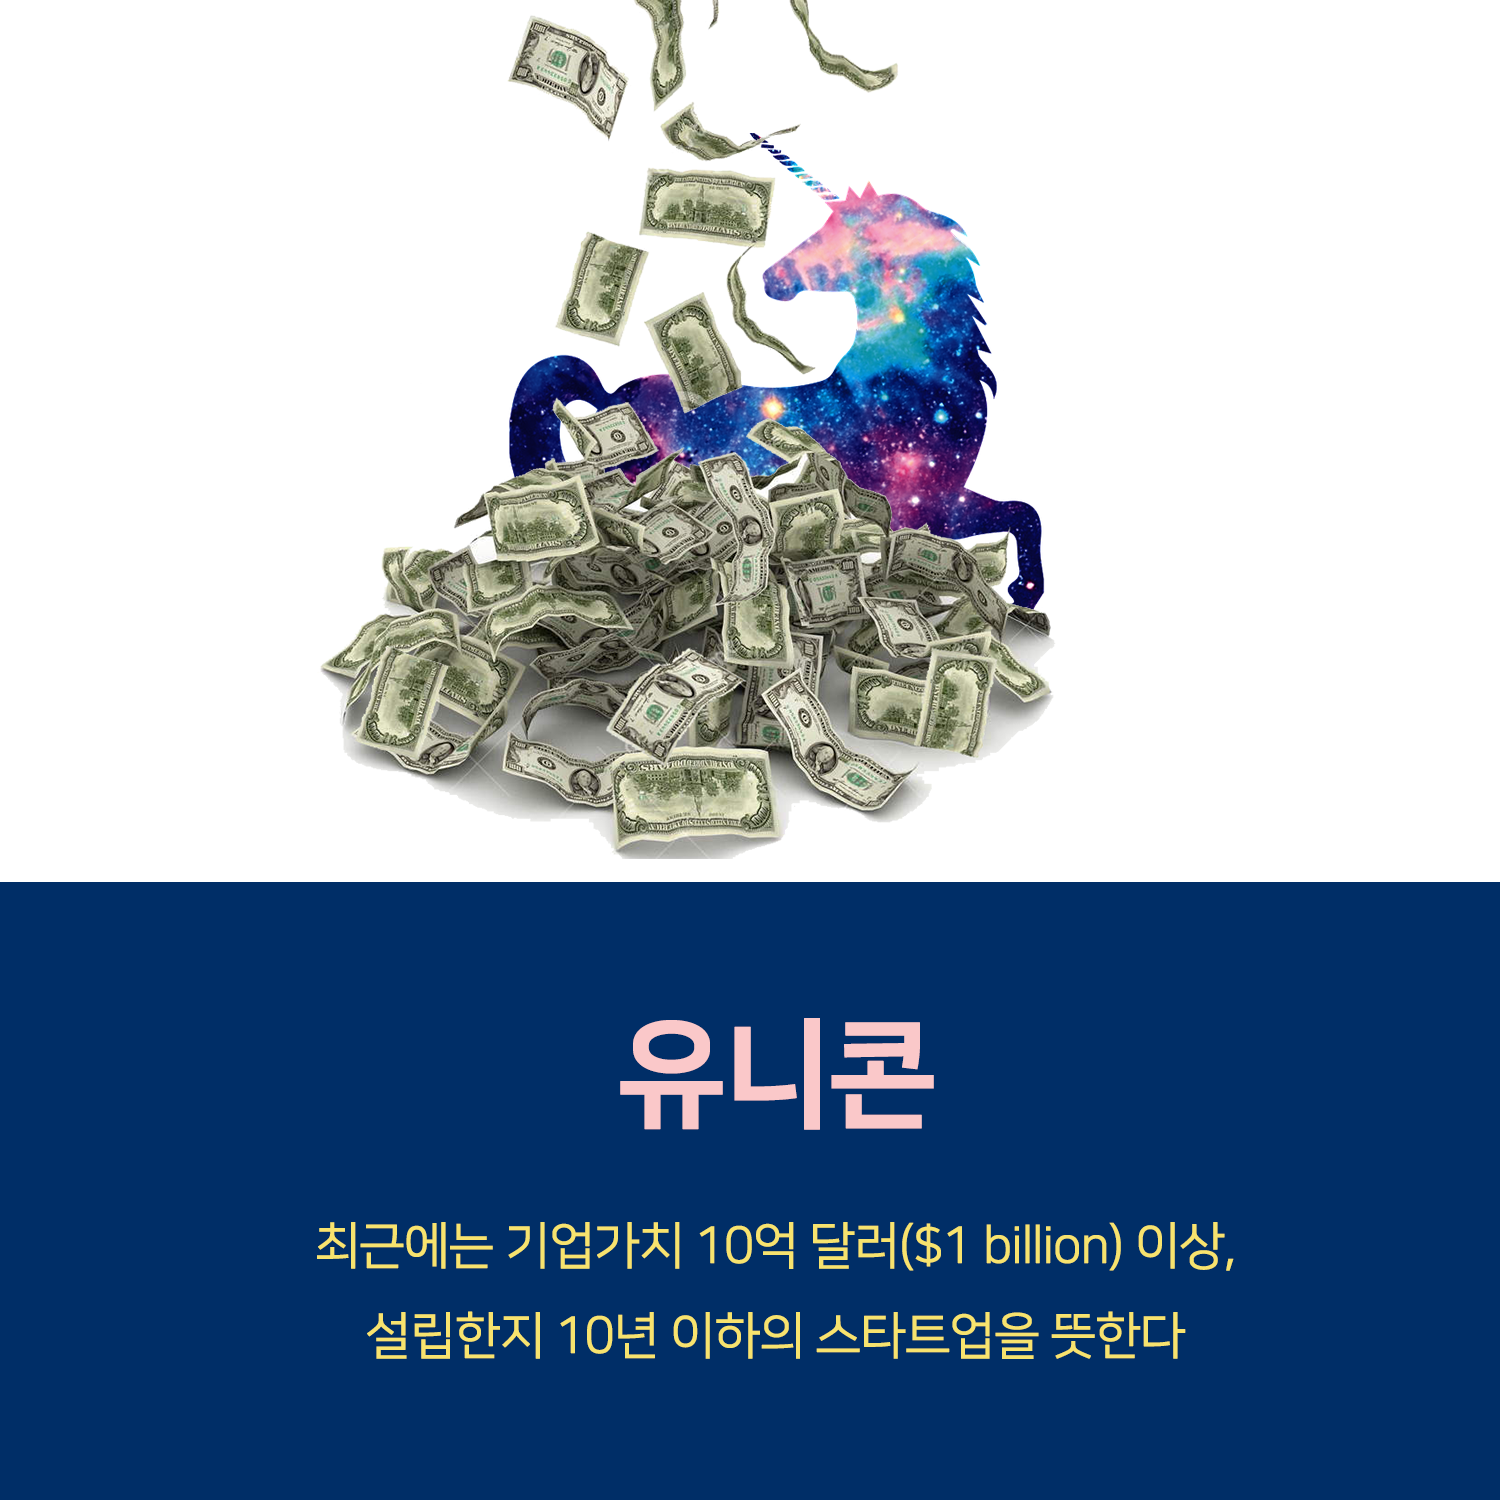 유니콘
최근에는 기업가치 10억 달러($1 billion) 이상,
설립한지 10년 이하의 스타트업을 뜻한다